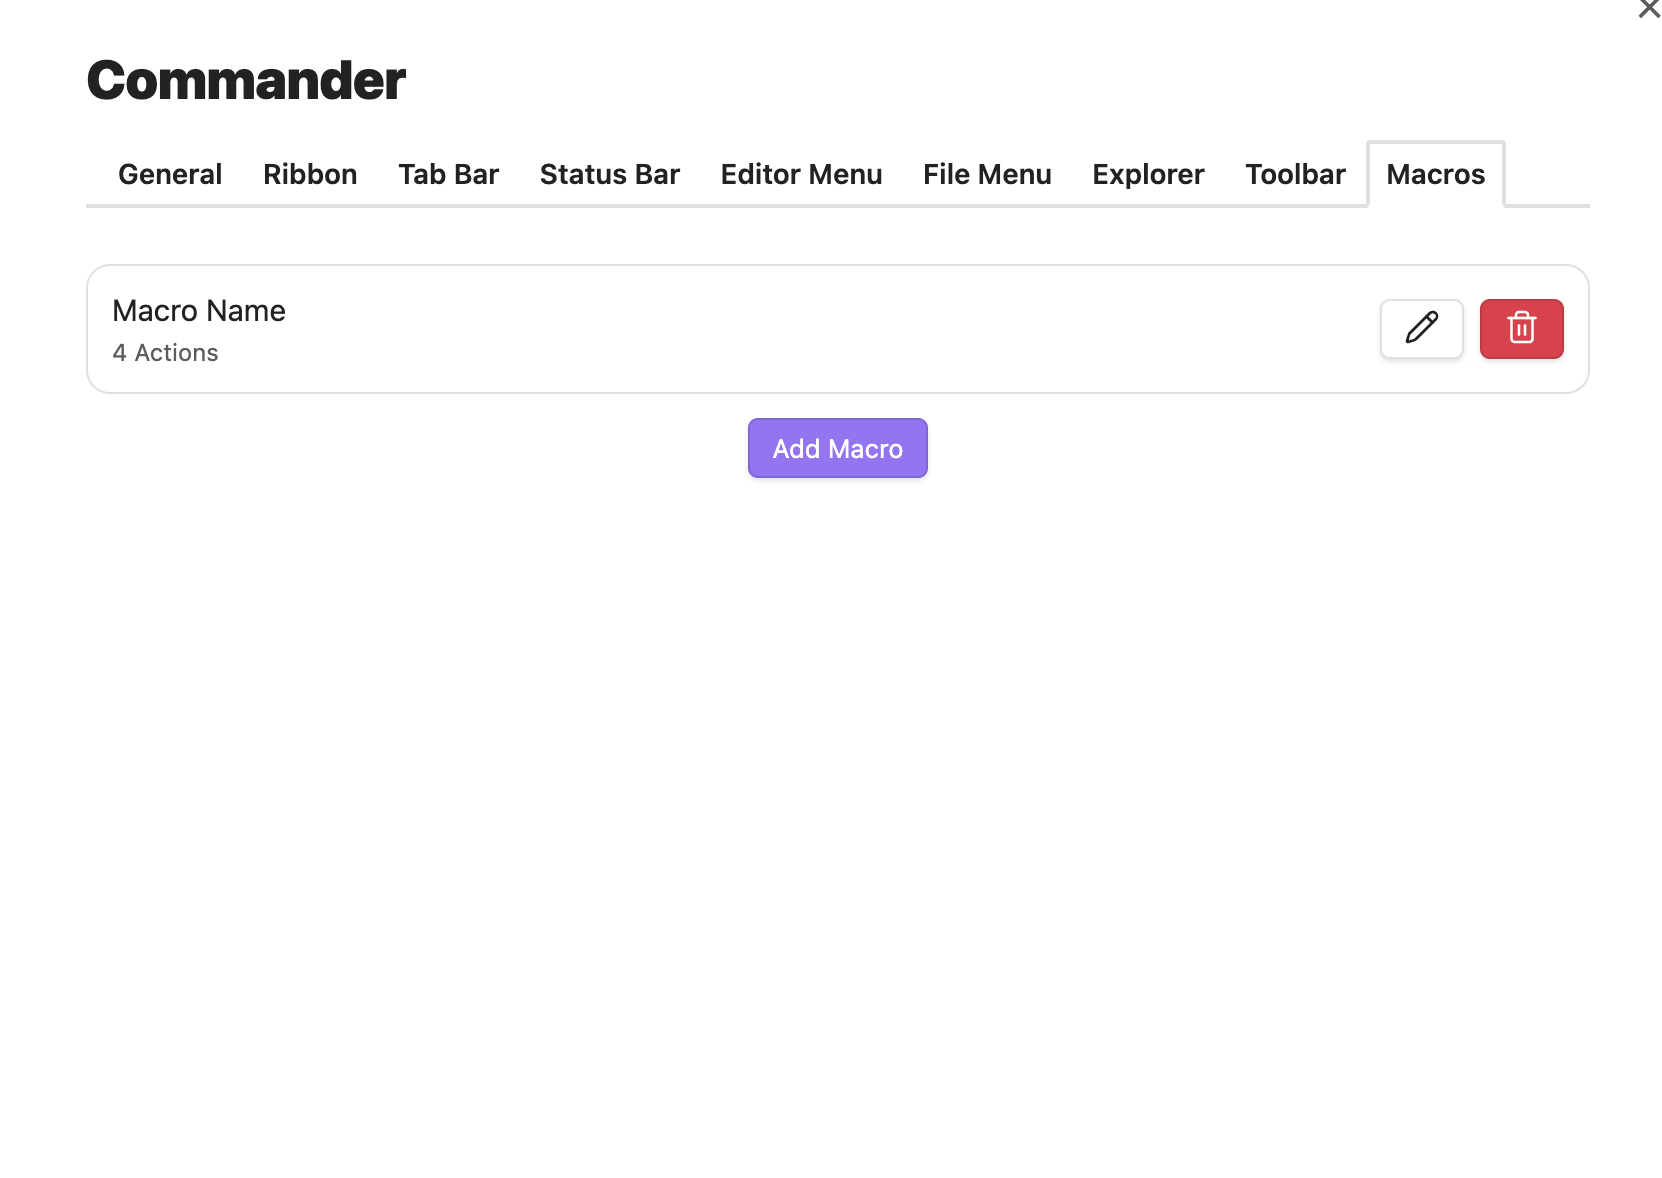 Commander
General Ribbon Tab Bar Status Bar Editor Menu File Menu Explorer Toolbar Macros
Macro Name
4 Actions
Add Macro